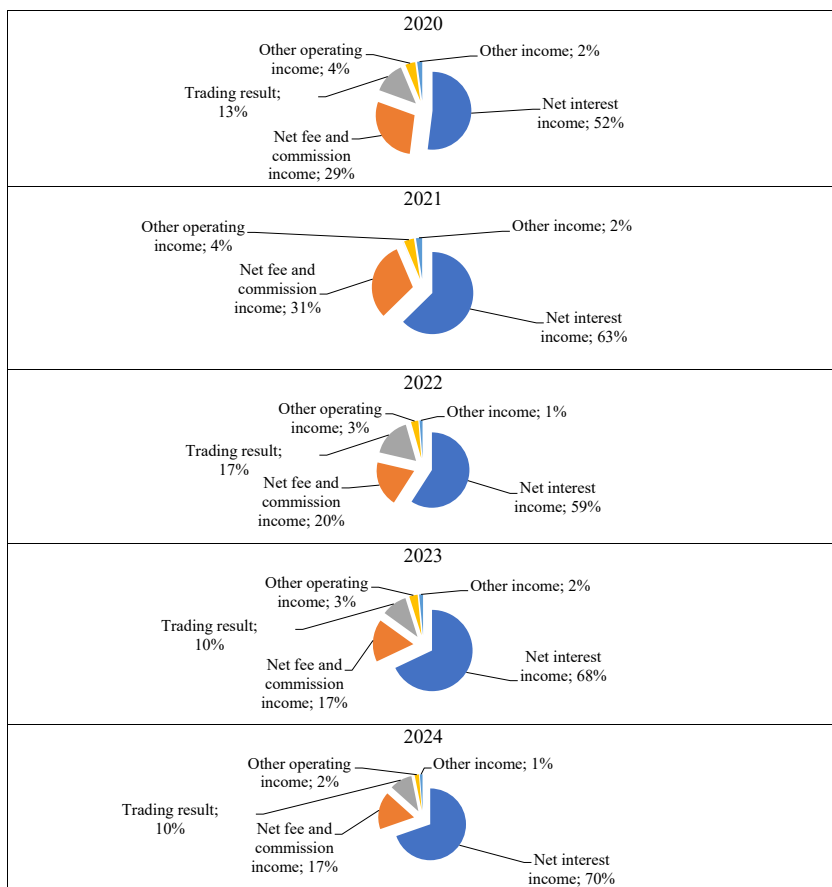 2020
Other operating
income; 4%
Other income; 2%
Trading result;
13%
Net interest
income; 52%
Net fee and
commission
income; 29%
2021
Other operating
income; 4%
Other income; 2%
Net fee and
commission
income; 31%
Net interest
income; 63%
2022
Other operating
income; 3%
Other income; 1%
Trading result;
17%
Net fee and
commission
income; 20%
Net interest
income; 59%
2023
Other operating
income; 3%
Other income; 2%
Trading result;
10%
Net fee and
commission
income; 17%
Net interest
income; 68%
2024
Other operating
income; 2%
Other income; 1%
Trading result;
10%
Net fee and
commission
income; 17%
Net interest
income; 70%